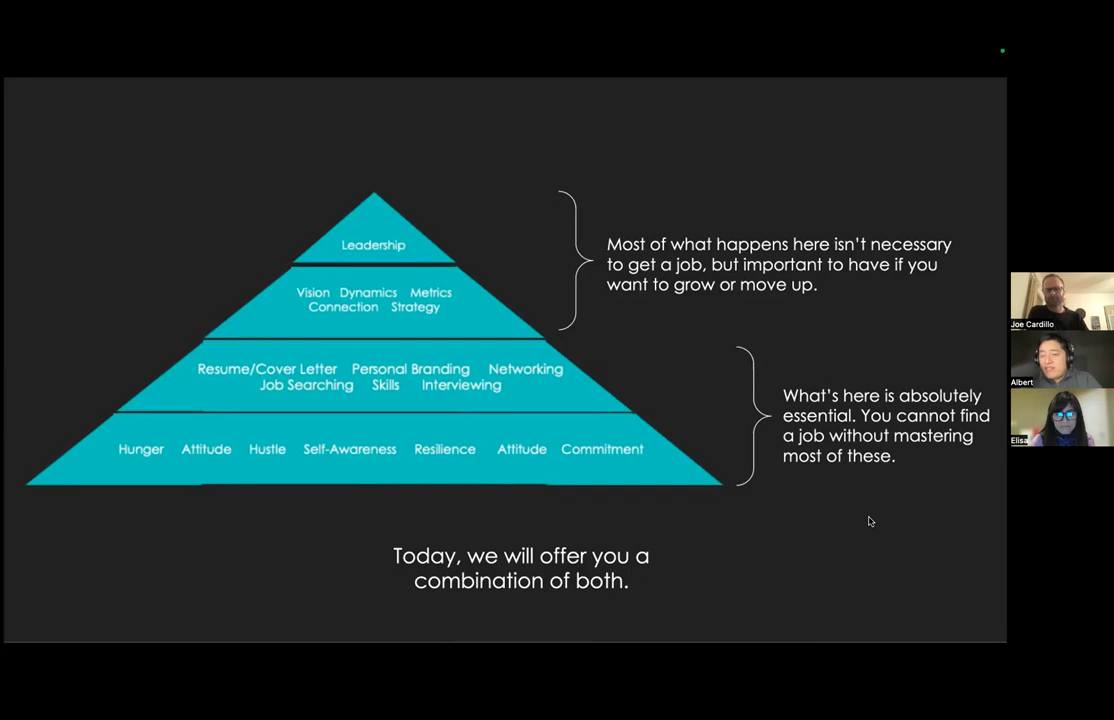 Leadership
Vision Dynamics Metrics
Connection Strategy
Most of what happens here isn't necessary
to get a job, but important to have if you
want to grow or move up.
Resume/Cover Letter Personal Branding Networking
Job Searching Skills Interviewing
Hunger Attitude Hustle Self-Awareness Resilience Attitude Commitment
What's here is absolutely
essential. You cannot find
a job without mastering
most of these.
Today, we will offer you a
combination of both.
Joe Cardillo
Albert
Elisa